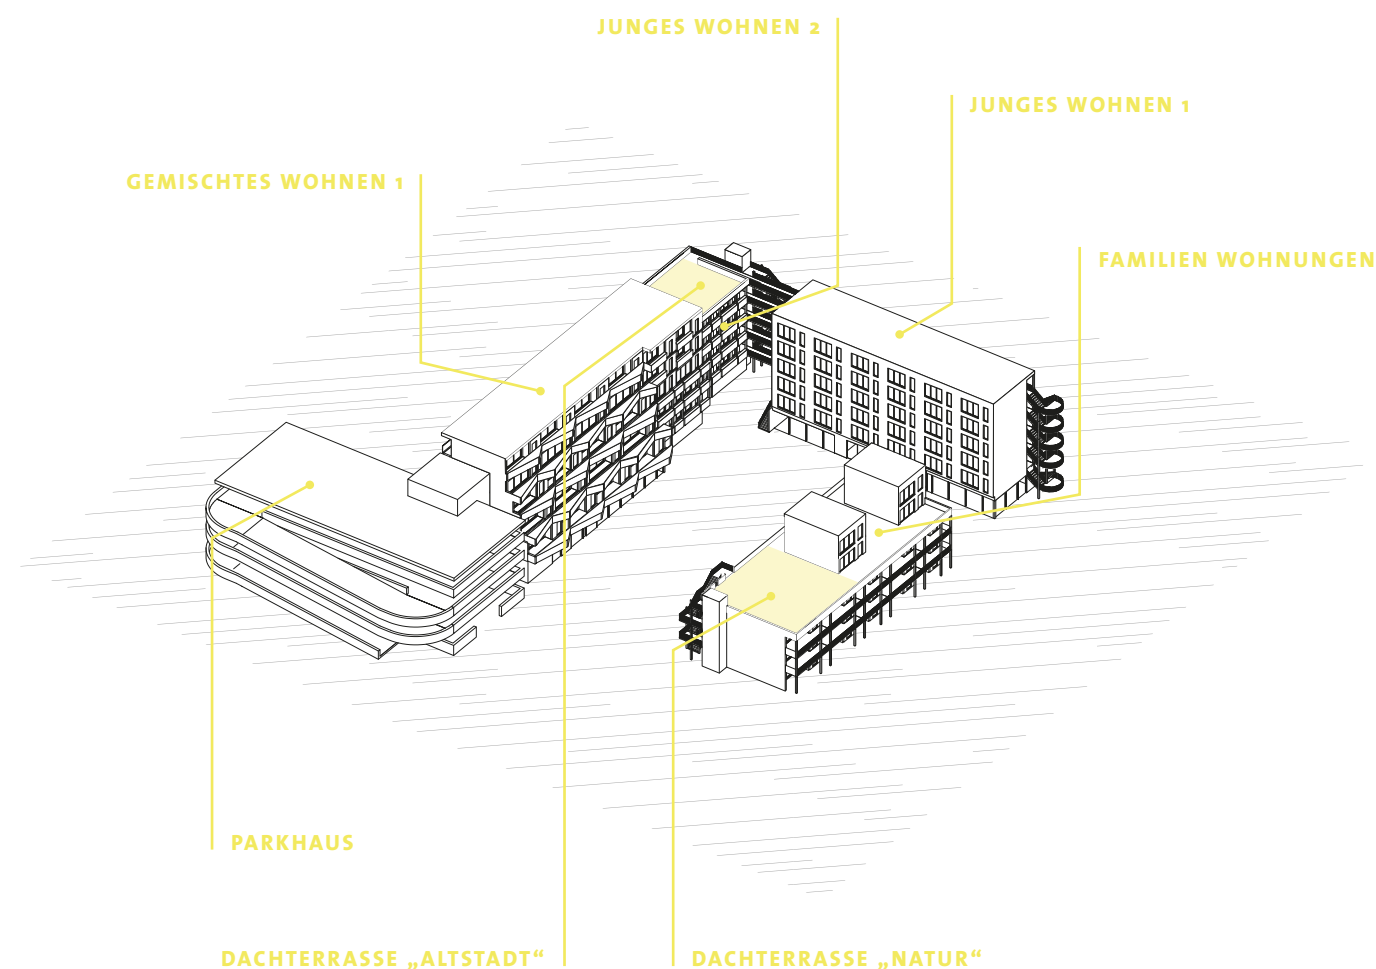 JUNGES WOHNEN 2
JUNGES WOHNEN 1
GEMISCHTES WOHNEN 1
FAMILIEN WOHNUNGEN
PARKHAUS
DACHTERRASSE „ALTSTADT“
DACHTERRASSE „NATUR“